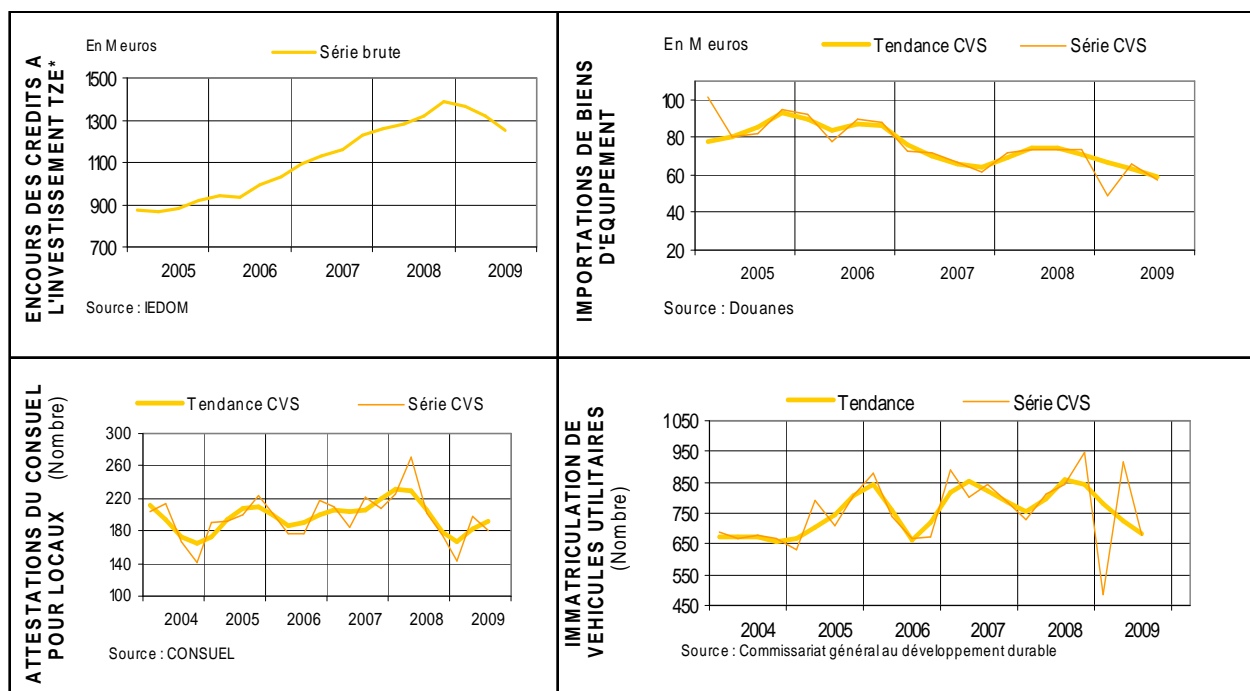 ENCOURS DES CREDITS A
L'INVESTISSEMENT TZE*
En M euros
Série brute
1500
1300
1100
900
700
2005 2006 2007 2008 2009
Source : IEDOM
IMPORTATIONS DE BIENS
D'EQUIPEMENT
En M euros
Tendance CVS Série CVS
100
80
60
40
20
2005 2006 2007 2008 2009
Source : Douanes
ATTESTATIONS DU CONSUEL
POUR LOCAUX (Nombre)
Tendance CVS Série CVS
300
260
220
180
140
100
2004 2005 2006 2007 2008 2009
Source : CONSUEL
IMMATRICULATION DE
VEHICULES UTILITAIRES
(Nombre)
Tendance Série CVS
1050
950
850
750
650
550
450
2004 2005 2006 2007 2008 2009
Source : Commissariat général au développement durable